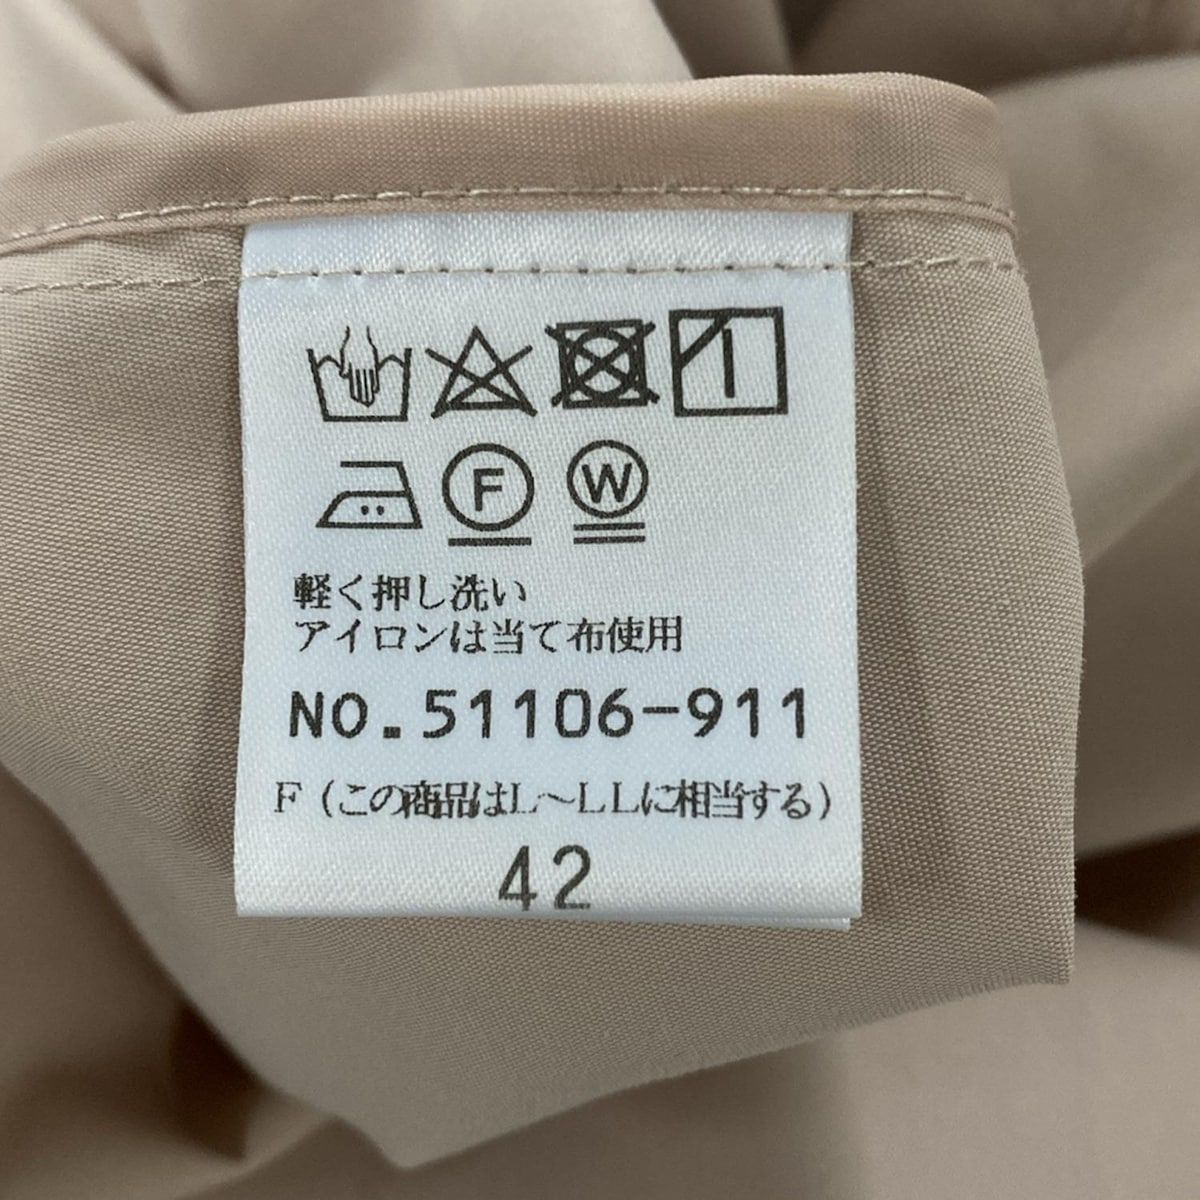 F W
軽く押し洗い
アイロンは当て布使用
NO.51106-911
F (この商品はL～LLに相当する)
42